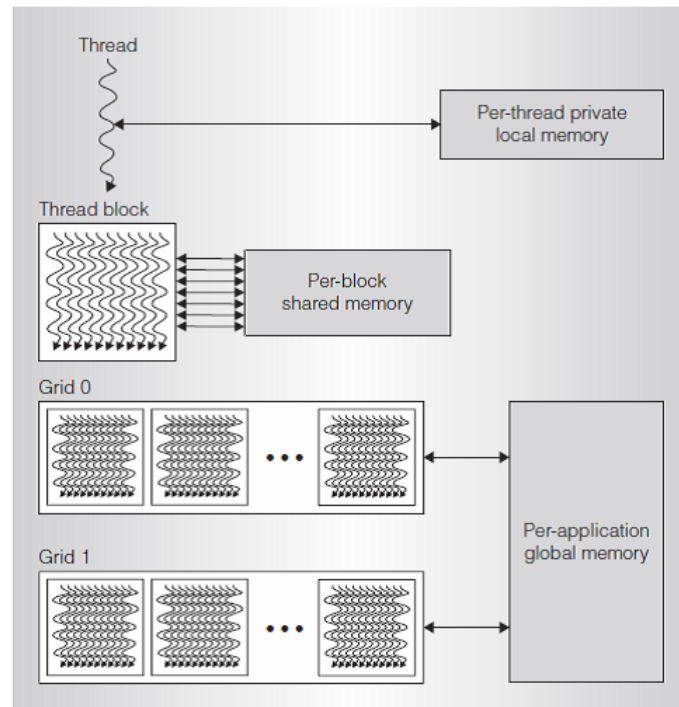 Thread
Per-thread private
local memory
Thread block
Per-block
shared memory
Grid 0
Per-application
global memory
Grid 1